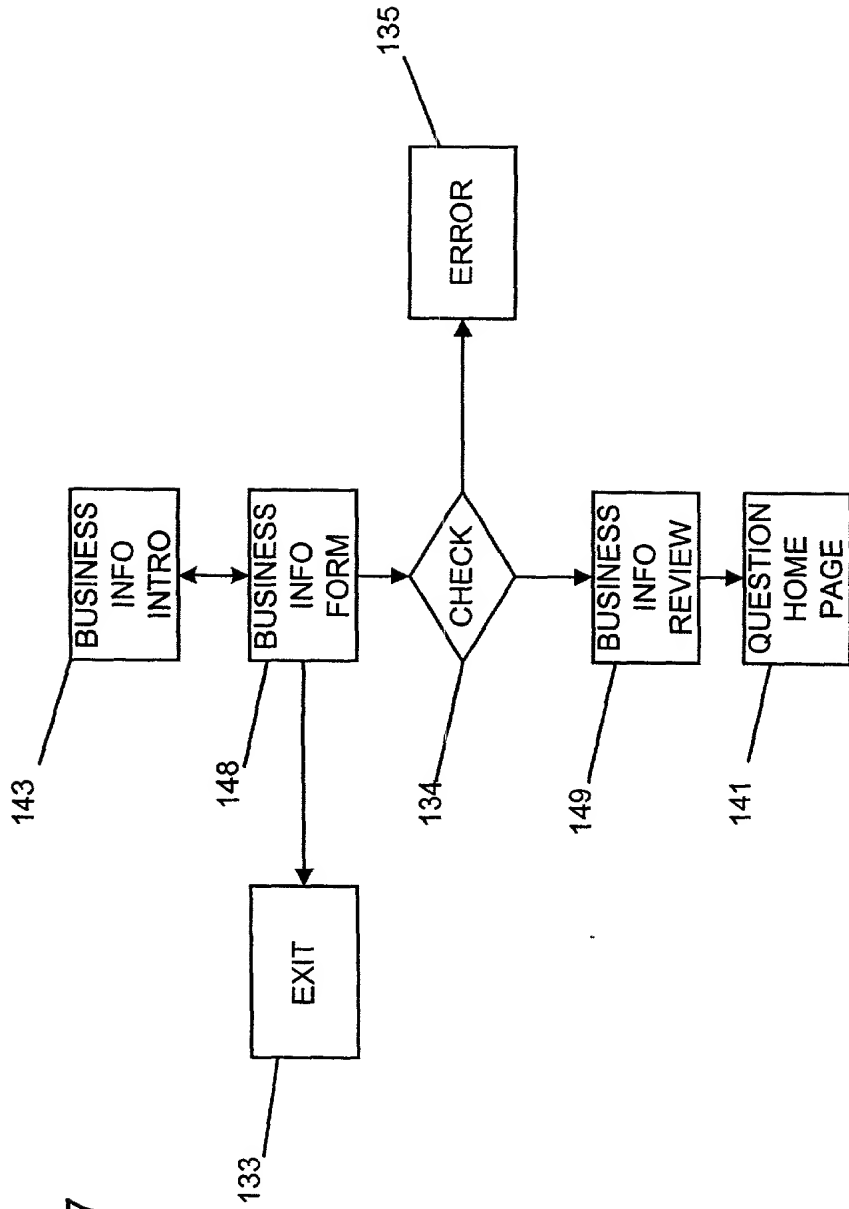 143
BUSINESS
INFO
INTRO
148
BUSINESS
INFO
FORM
133
EXIT
134
CHECK
135
ERROR
149
BUSINESS
INFO
REVIEW
141
QUESTION
HOME
PAGE
7